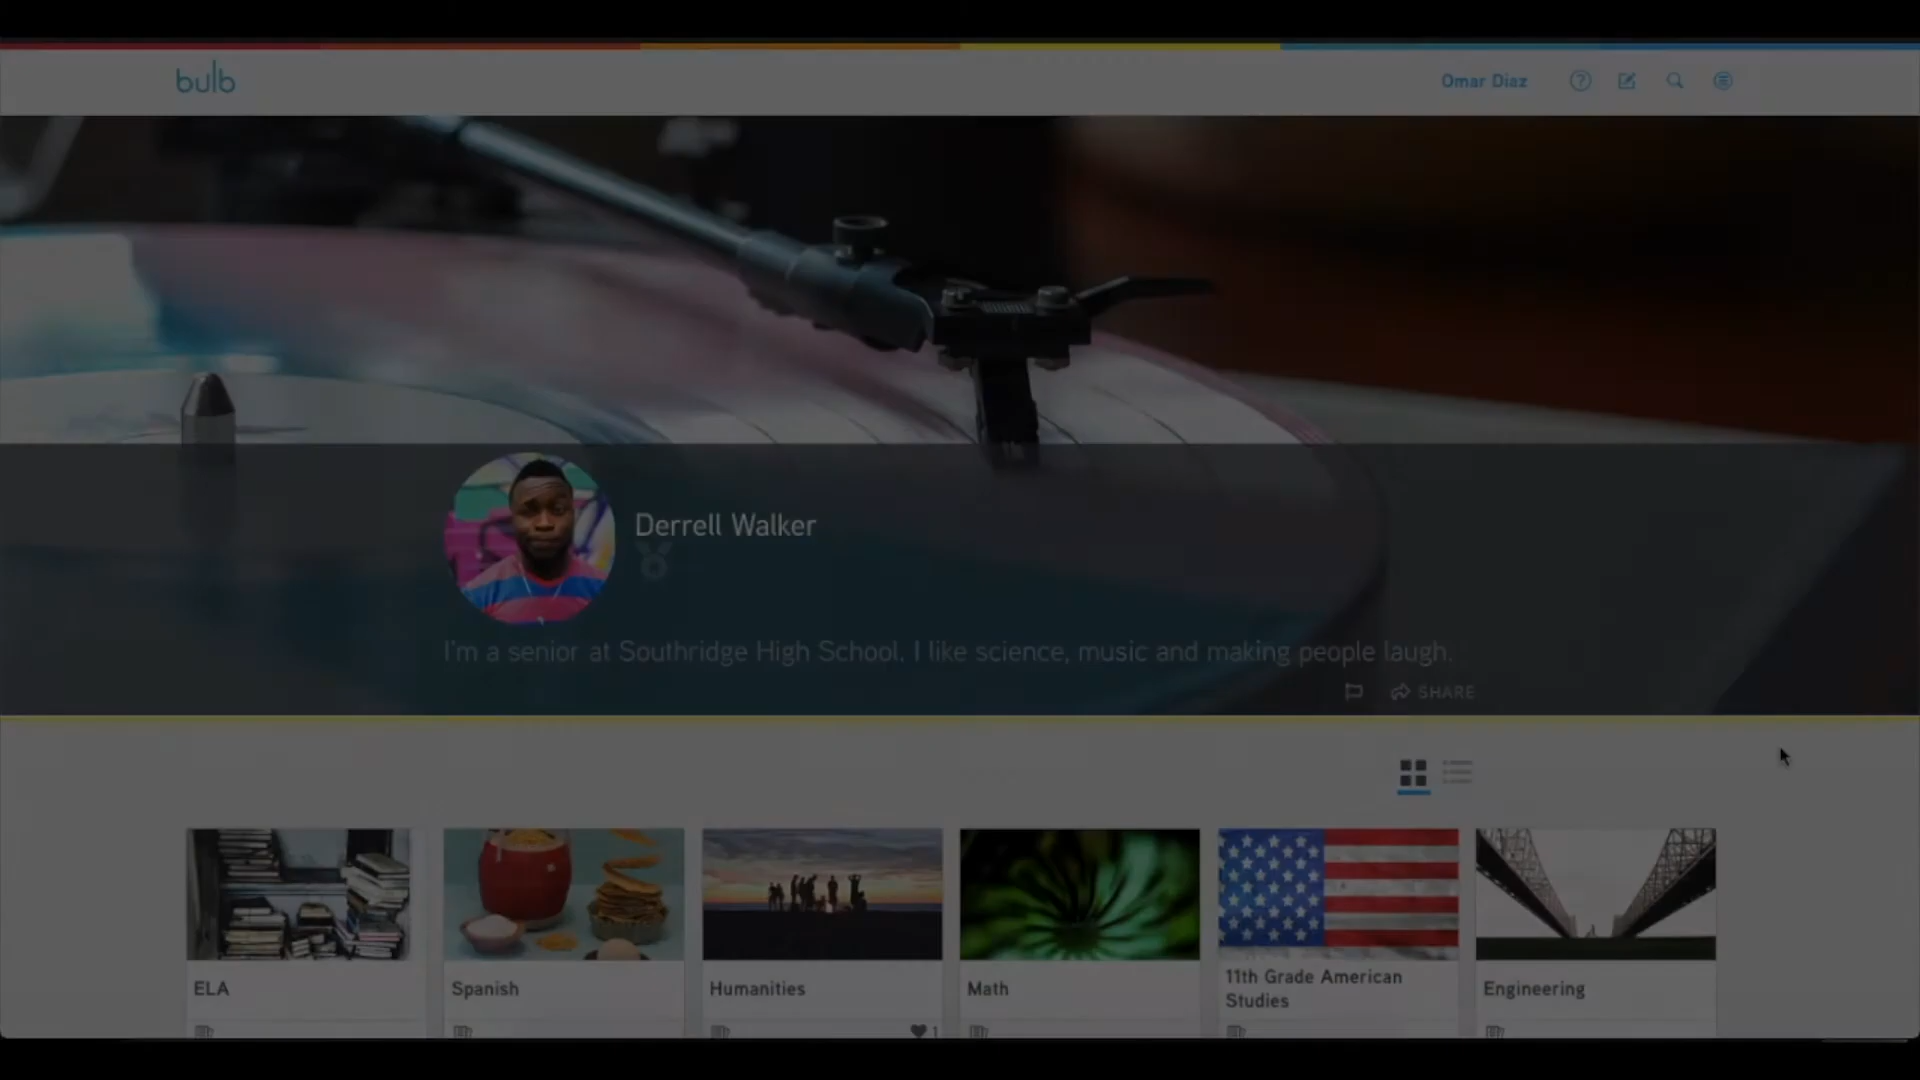 bulb
Omar Diaz
Derrell Walker
I'm a senior at Southridge High School. I like science, music and making people laugh.
SHARE
ELA
Spanish
Humanities
Math
11th Grade American
Studies
Engineering
1